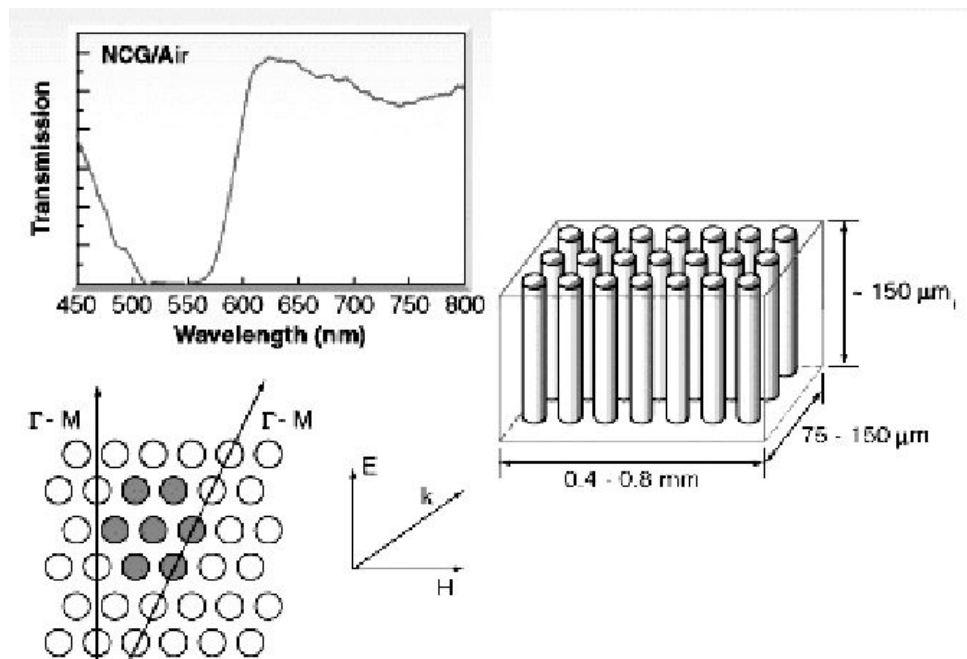 NCG/Air
Transmission
450 500 550 600 650 700 750 800
Wavelength (nm)
~ 150 μm
75 - 150 μm
0.4 - 0.8 mm
Γ - M
Γ - M
E
k
H